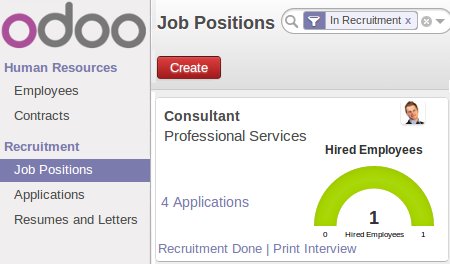 odoo
Job Positions
In Recruitment x
Human Resources
Employees
Contracts
Recruitment
Job Positions
Applications
Resumes and Letters
Create
Consultant
Professional Services
Hired Employees
4 Applications
1
0 Hired Employees 1
Recruitment Done | Print Interview